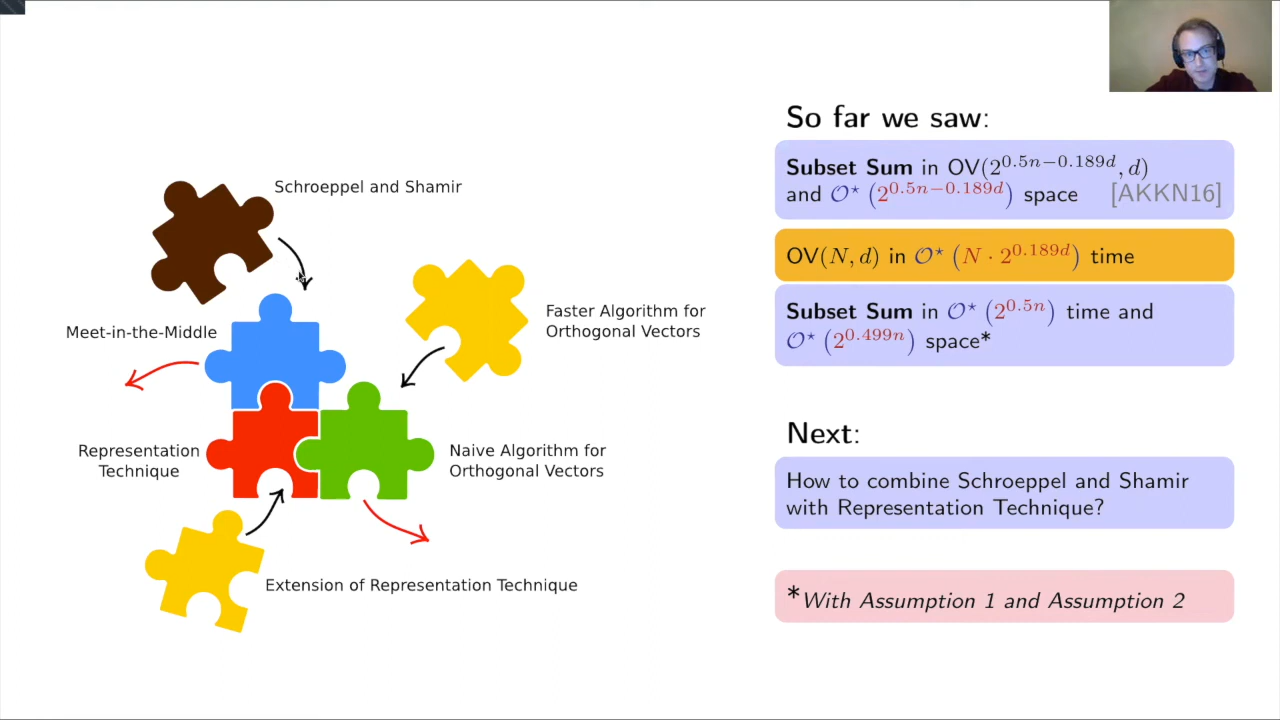 Schroeppel and Shamir
Meet-in-the-Middle
Faster Algorithm for
Orthogonal Vectors
Representation
Technique
Naive Algorithm for
Orthogonal Vectors
Extension of Representation Technique
So far we saw:
Subset Sum in OV(2^{0.5n−0.189d}, d)
and 𝒪⋆ (2^{0.5n−0.189d}) space [AKKN16]
OV(N, d) in 𝒪⋆ (N · 2^{0.189d}) time
Subset Sum in 𝒪⋆ (2^{0.5n}) time and
𝒪⋆ (2^{0.499n}) space*
Next:
How to combine Schroeppel and Shamir
with Representation Technique?
*With Assumption 1 and Assumption 2